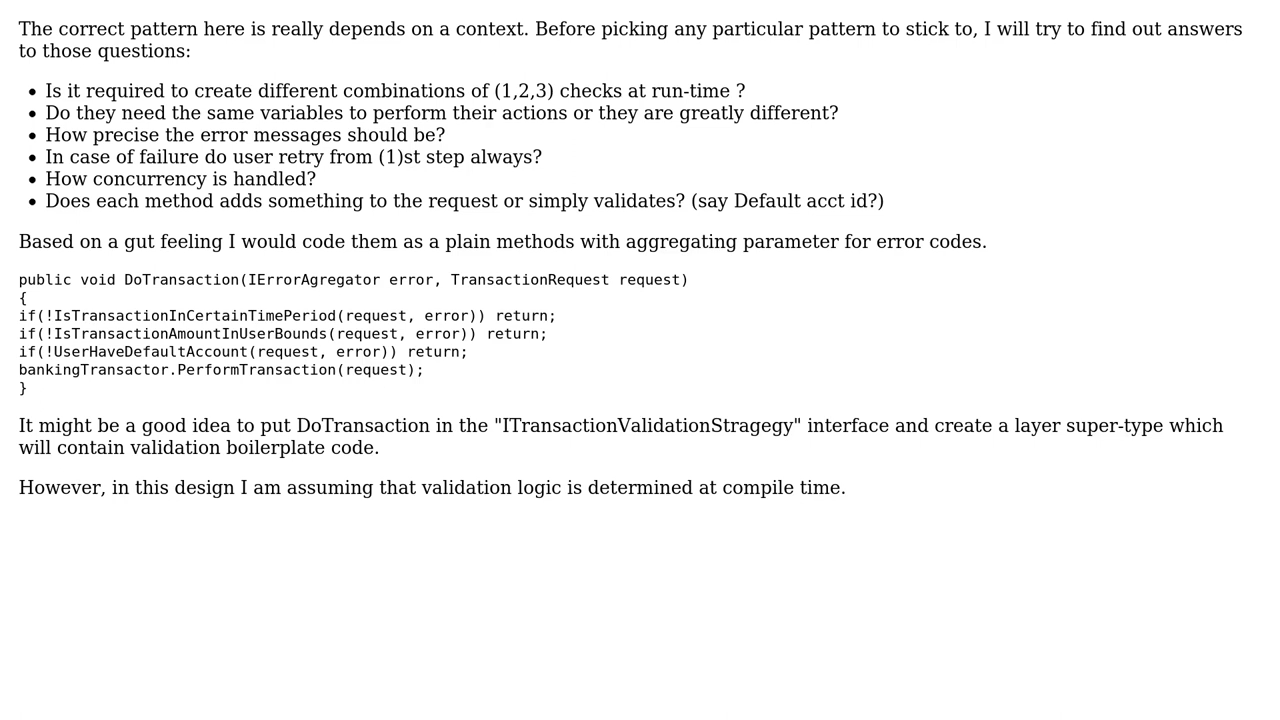 The correct pattern here is really depends on a context. Before picking any particular pattern to stick to, I will try to find out answers
to those questions:
• Is it required to create different combinations of (1,2,3) checks at run-time ?
• Do they need the same variables to perform their actions or they are greatly different?
• How precise the error messages should be?
• In case of failure do user retry from (1)st step always?
• How concurrency is handled?
• Does each method adds something to the request or simply validates? (say Default acct id?)
Based on a gut feeling I would code them as a plain methods with aggregating parameter for error codes.
public void DoTransaction(IErrorAgregator error, TransactionRequest request)
{
if(!IsTransactionInCertainTimePeriod(request, error)) return;
if(!IsTransactionAmountInUserBounds(request, error)) return;
if(!UserHaveDefaultAccount(request, error)) return;
bankingTransactor.PerformTransaction(request);
}
It might be a good idea to put DoTransaction in the "ITransactionValidationStragegy" interface and create a layer super-type which
will contain validation boilerplate code.
However, in this design I am assuming that validation logic is determined at compile time.